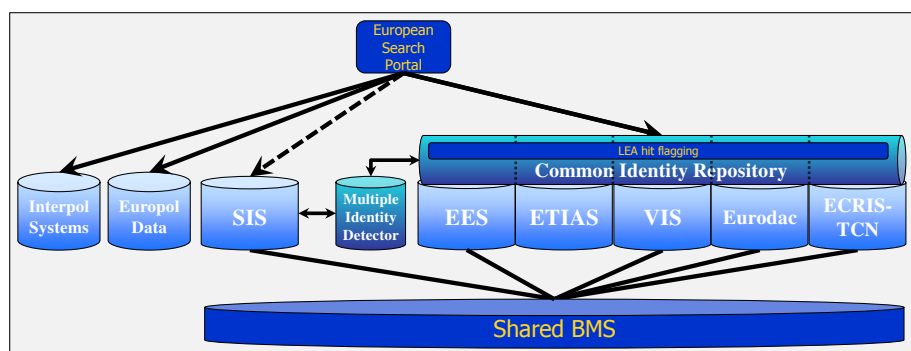 European
Search
Portal
LEA hit flagging
Common Identity Repository
Interpol
Systems
Europol
Data
SIS
Multiple
Identity
Detector
EES
ETIAS
VIS
Eurodac
ECRIS-
TCN
Shared BMS